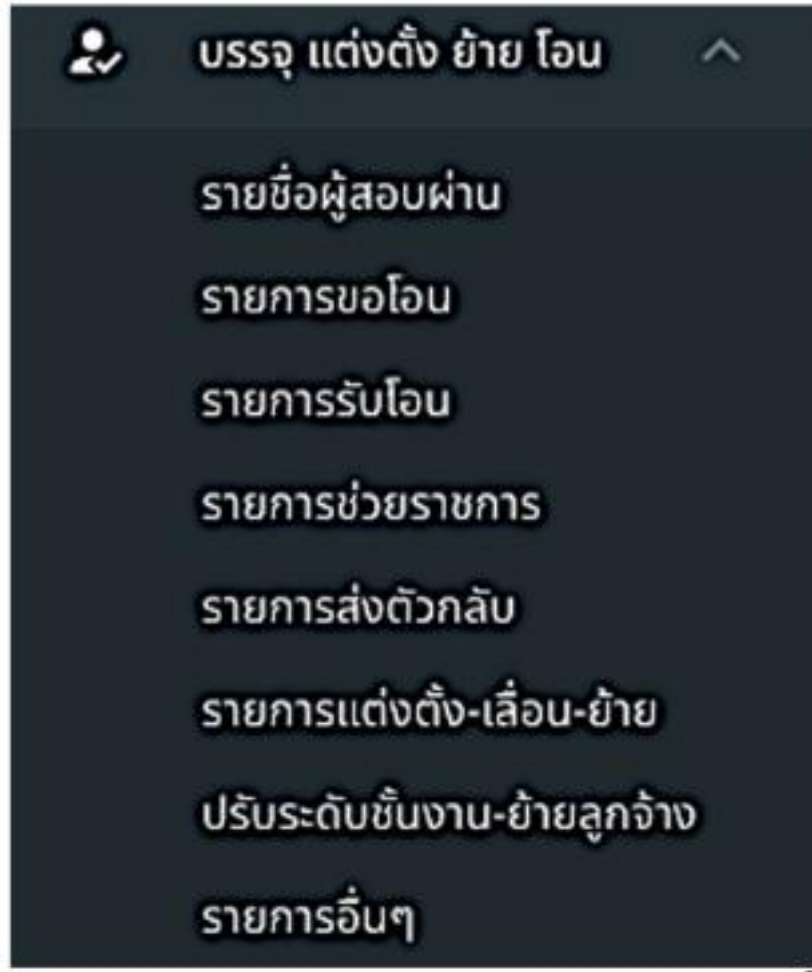 บรรจุ แต่งตั้ง ย้าย โอน
รายชื่อผู้สอบผ่าน
รายการขอโอน
รายการรับโอน
รายการช่วยราชการ
รายการส่งตัวกลับ
รายการแต่งตั้ง-เลื่อน-ย้าย
ปรับระดับชั้นงาน-ย้ายลูกจ้าง
รายการอื่นๆ